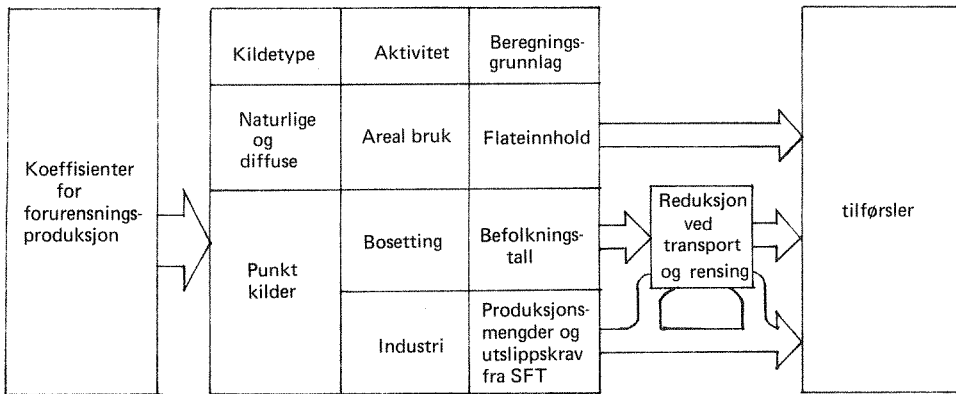 Koeffisienter
for
forurensnings-
produksjon
Kildetype
Aktivitet
Beregnings-
grunnlag
Naturlige
og
diffuse
Areal bruk
Flateinnhold
Punkt
kilder
Bosetting
Befolknings-
tall
Industri
Produksjons-
mengder og
utslippskrav
fra SFT
Reduksjon
ved
transport
og rensing
tilførsler